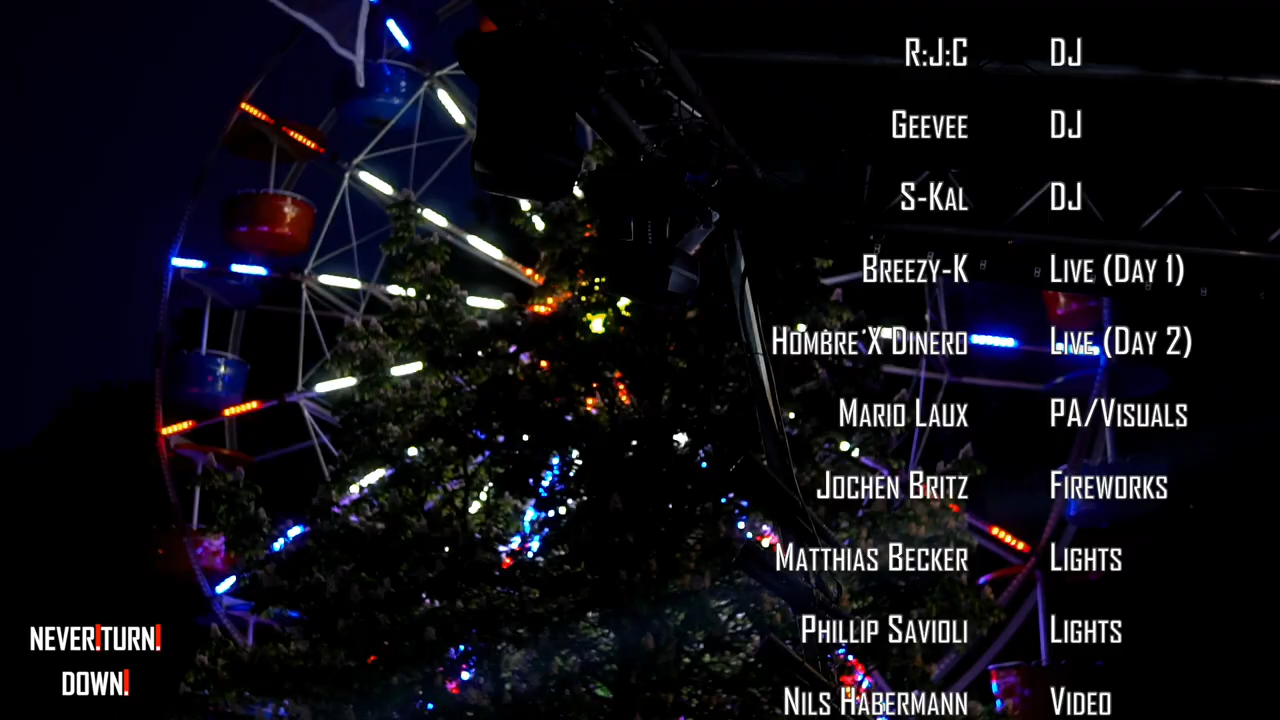 R:J:C DJ
Geevee DJ
S-Kal DJ
Breezy-K Live (Day 1)
Hombre X Dinero Live (Day 2)
Mario Laux PA/Visuals
Jochen Britz Fireworks
Matthias Becker Lights
Phillip Savioli Lights
Nils Habermann Video
NEVER!TURN!
DOWN!